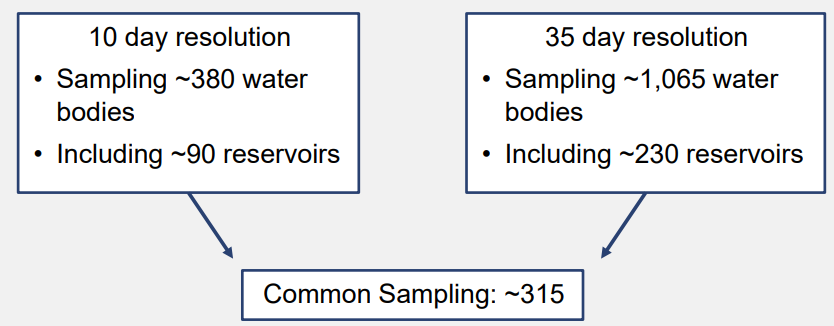 10 day resolution
• Sampling ~380 water
bodies
• Including ~90 reservoirs
35 day resolution
• Sampling ~1,065 water
bodies
• Including ~230 reservoirs
Common Sampling: ~315